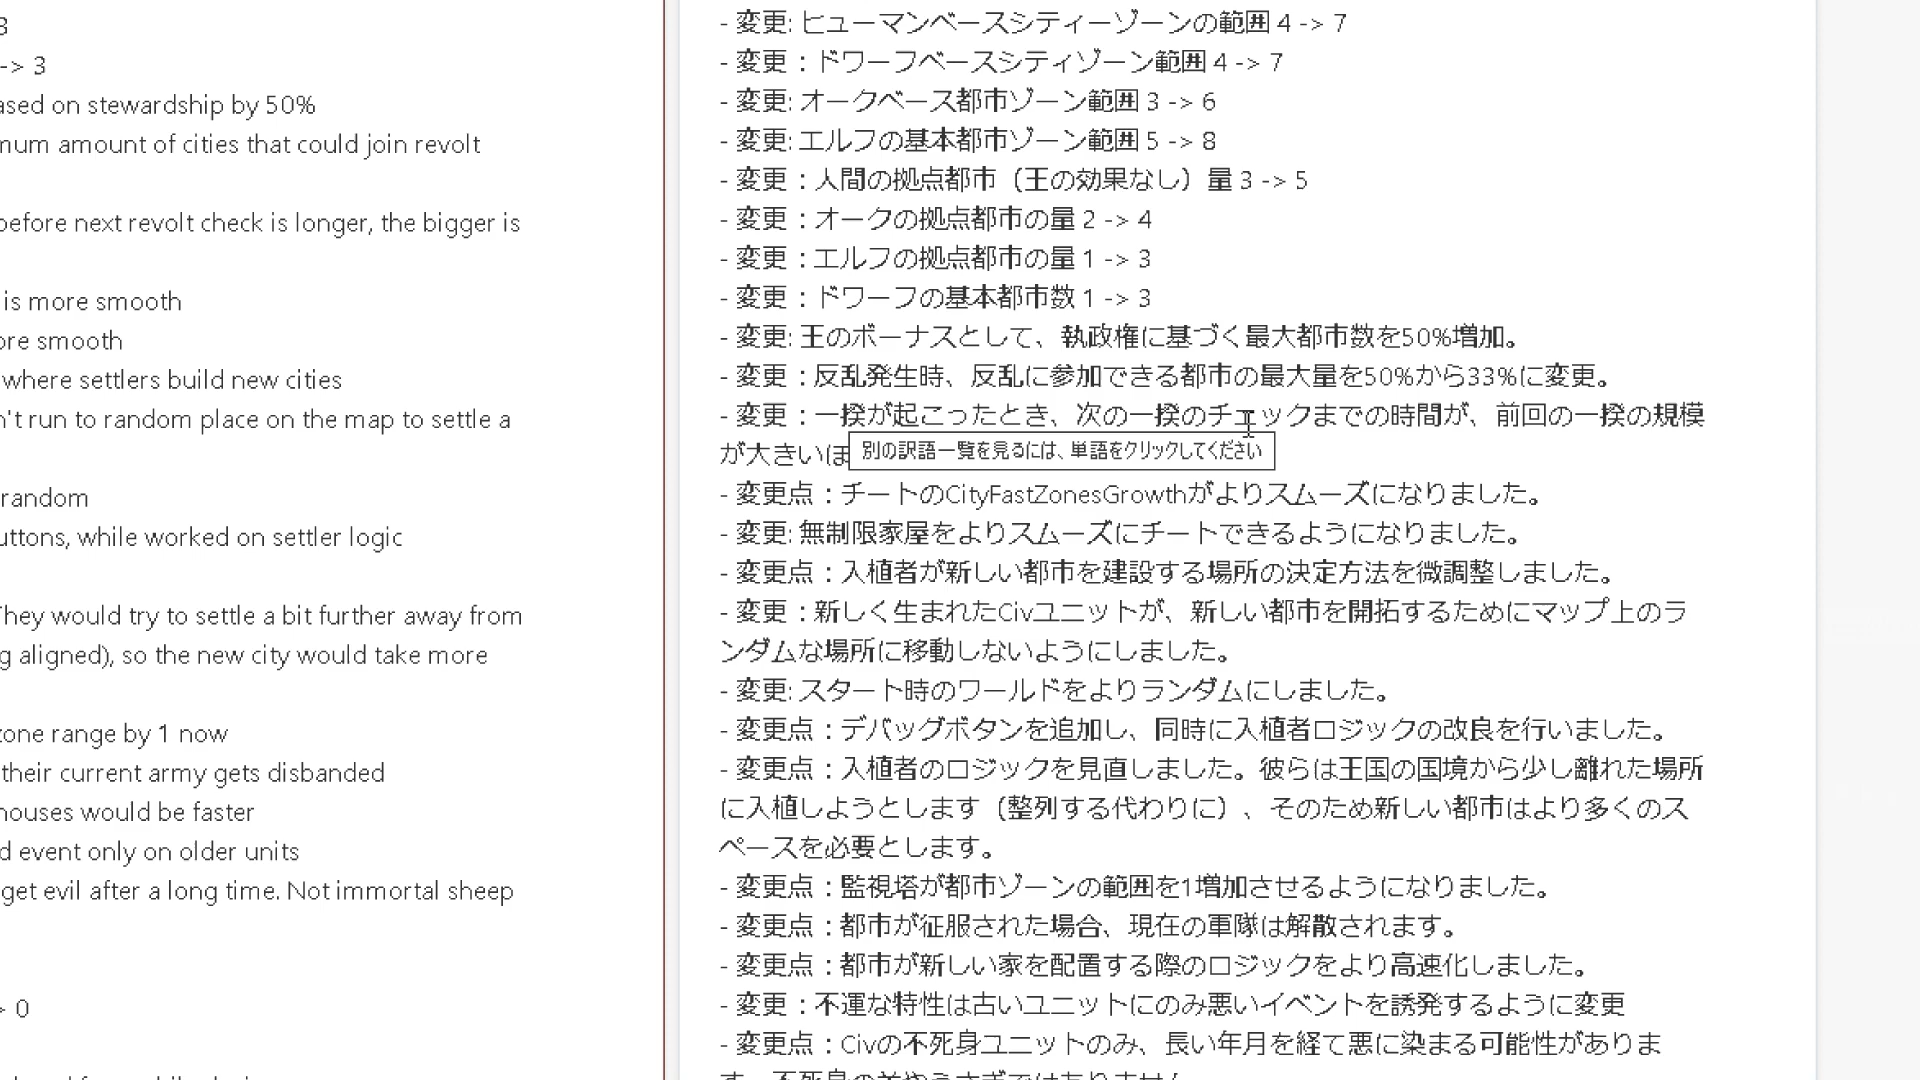 3
-> 3
ased on stewardship by 50%
mum amount of cities that could join revolt
before next revolt check is longer, the bigger is
is more smooth
ore smooth
where settlers build new cities
n't run to random place on the map to settle a
random
uttons, while worked on settler logic
They would try to settle a bit further away from
g aligned), so the new city would take more
zone range by 1 now
their current army gets disbanded
houses would be faster
d event only on older units
get evil after a long time. Not immortal sheep
> 0
- 変更: ヒューマンベースシティーゾーンの範囲 4 -> 7
- 変更：ドワーフベースシティゾーン範囲 4 -> 7
- 変更: オークベース都市ゾーン範囲 3 -> 6
- 変更: エルフの基本都市ゾーン範囲 5 -> 8
- 変更：人間の拠点都市（王の効果なし）量 3 -> 5
- 変更：オークの拠点都市の量 2 -> 4
- 変更：エルフの拠点都市の量 1 -> 3
- 変更：ドワーフの基本都市数 1 -> 3
- 変更: 王のボーナスとして、執政権に基づく最大都市数を50%増加。
- 変更：反乱発生時、反乱に参加できる都市の最大量を50%から33%に変更。
- 変更：一揆が起こったとき、次の一揆のチェックまでの時間が、前回の一揆の規模
が大きいほ
別の訳語一覧を見るには、単語をクリックしてください
- 変更点：チートのCityFastZonesGrowthがよりスムーズになりました。
- 変更: 無制限家屋をよりスムーズにチートできるようになりました。
- 変更点：入植者が新しい都市を建設する場所の決定方法を微調整しました。
- 変更：新しく生まれたCivユニットが、新しい都市を開拓するためにマップ上のラ
ンダムな場所に移動しないようにしました。
- 変更: スタート時のワールドをよりランダムにしました。
- 変更点：デバッグボタンを追加し、同時に入植者ロジックの改良を行いました。
- 変更点：入植者のロジックを見直しました。彼らは王国の国境から少し離れた場所
に入植しようとします（整列する代わりに）、そのため新しい都市はより多くのス
ペースを必要とします。
- 変更点：監視塔が都市ゾーンの範囲を1増加させるようになりました。
- 変更点：都市が征服された場合、現在の軍隊は解散されます。
- 変更点：都市が新しい家を配置する際のロジックをより高速化しました。
- 変更：不運な特性は古いユニットにのみ悪いイベントを誘発するように変更
- 変更点：Civの不死身ユニットのみ、長い年月を経て悪に染まる可能性がありま